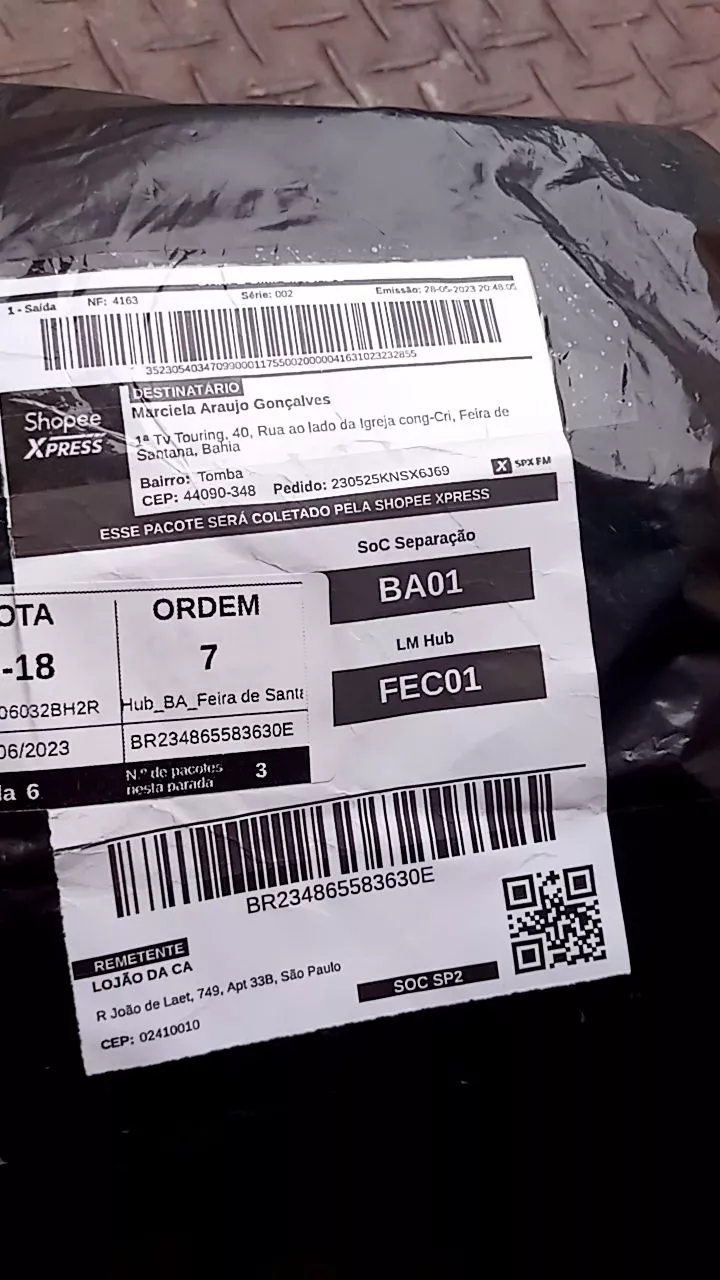 1 - Saída NF: 4163 Série: 002 Emissão: 28-05-2023 20:48:05
35230540347099000117550020000041631023232855
Shopee
XPRESS
DESTINATÁRIO
Marciela Araujo Gonçalves
1ª Tv Touring, 40, Rua ao lado da Igreja cong-Cri, Feira de
Santana, Bahia
Bairro: Tomba
CEP: 44090-348 Pedido: 230525KNSX6J69
X SPX FM
ESSE PACOTE SERÁ COLETADO PELA SHOPEE XPRESS
SoC Separação
BA01
LM Hub
FEC01
OTA ORDEM
-18 7
06032BH2R Hub_BA_Feira de Santa
06/2023 BR234865583630E
da 6 N.º de pacotes 3
nesta parada
BR234865583630E
REMETENTE
LOJÃO DA CA
R João de Laet, 749, Apt 33B, São Paulo
CEP: 02410010
SOC SP2